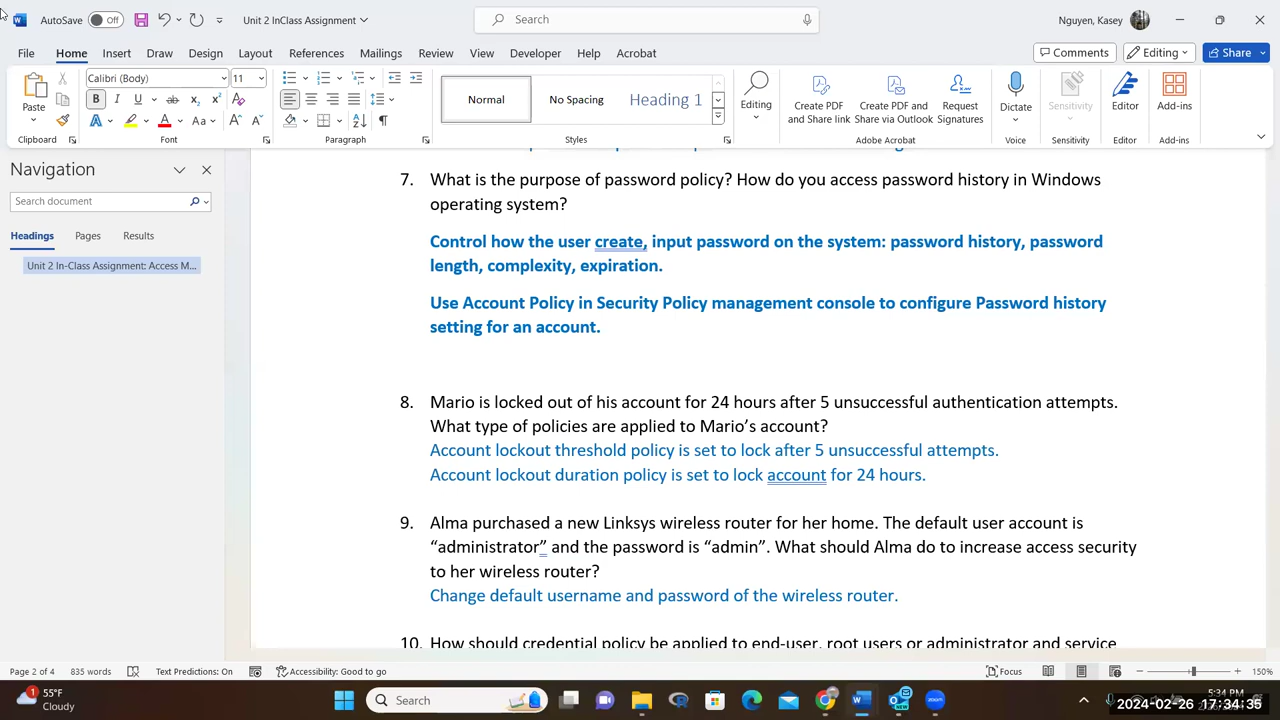 AutoSave Off Unit 2 InClass Assignment Search Nguyen, Kasey
File Home Insert Draw Design Layout References Mailings Review View Developer Help Acrobat Comments Editing Share
Calibri (Body) 11
Normal No Spacing Heading 1
Paste Editing Create PDF and Share link Create PDF and Share via Outlook Request Signatures Dictate Sensitivity Editor Add-ins
Clipboard Font Paragraph Styles Adobe Acrobat Voice Sensitivity Editor Add-ins
Navigation
Search document
Headings Pages Results
Unit 2 In-Class Assignment: Access M...
7. What is the purpose of password policy? How do you access password history in Windows
operating system?
Control how the user create, input password on the system: password history, password
length, complexity, expiration.
Use Account Policy in Security Policy management console to configure Password history
setting for an account.
8. Mario is locked out of his account for 24 hours after 5 unsuccessful authentication attempts.
What type of policies are applied to Mario’s account?
Account lockout threshold policy is set to lock after 5 unsuccessful attempts.
Account lockout duration policy is set to lock account for 24 hours.
9. Alma purchased a new Linksys wireless router for her home. The default user account is
“administrator” and the password is “admin”. What should Alma do to increase access security
to her wireless router?
Change default username and password of the wireless router.
10. How should credential policy be applied to end-user, root users or administrator and service
Page 2 of 4 835 words Text Predictions: On Accessibility: Good to go Focus 150%
1 55°F
Cloudy
Search
NEW
5:34 PM
2024-02-26 17:34:35